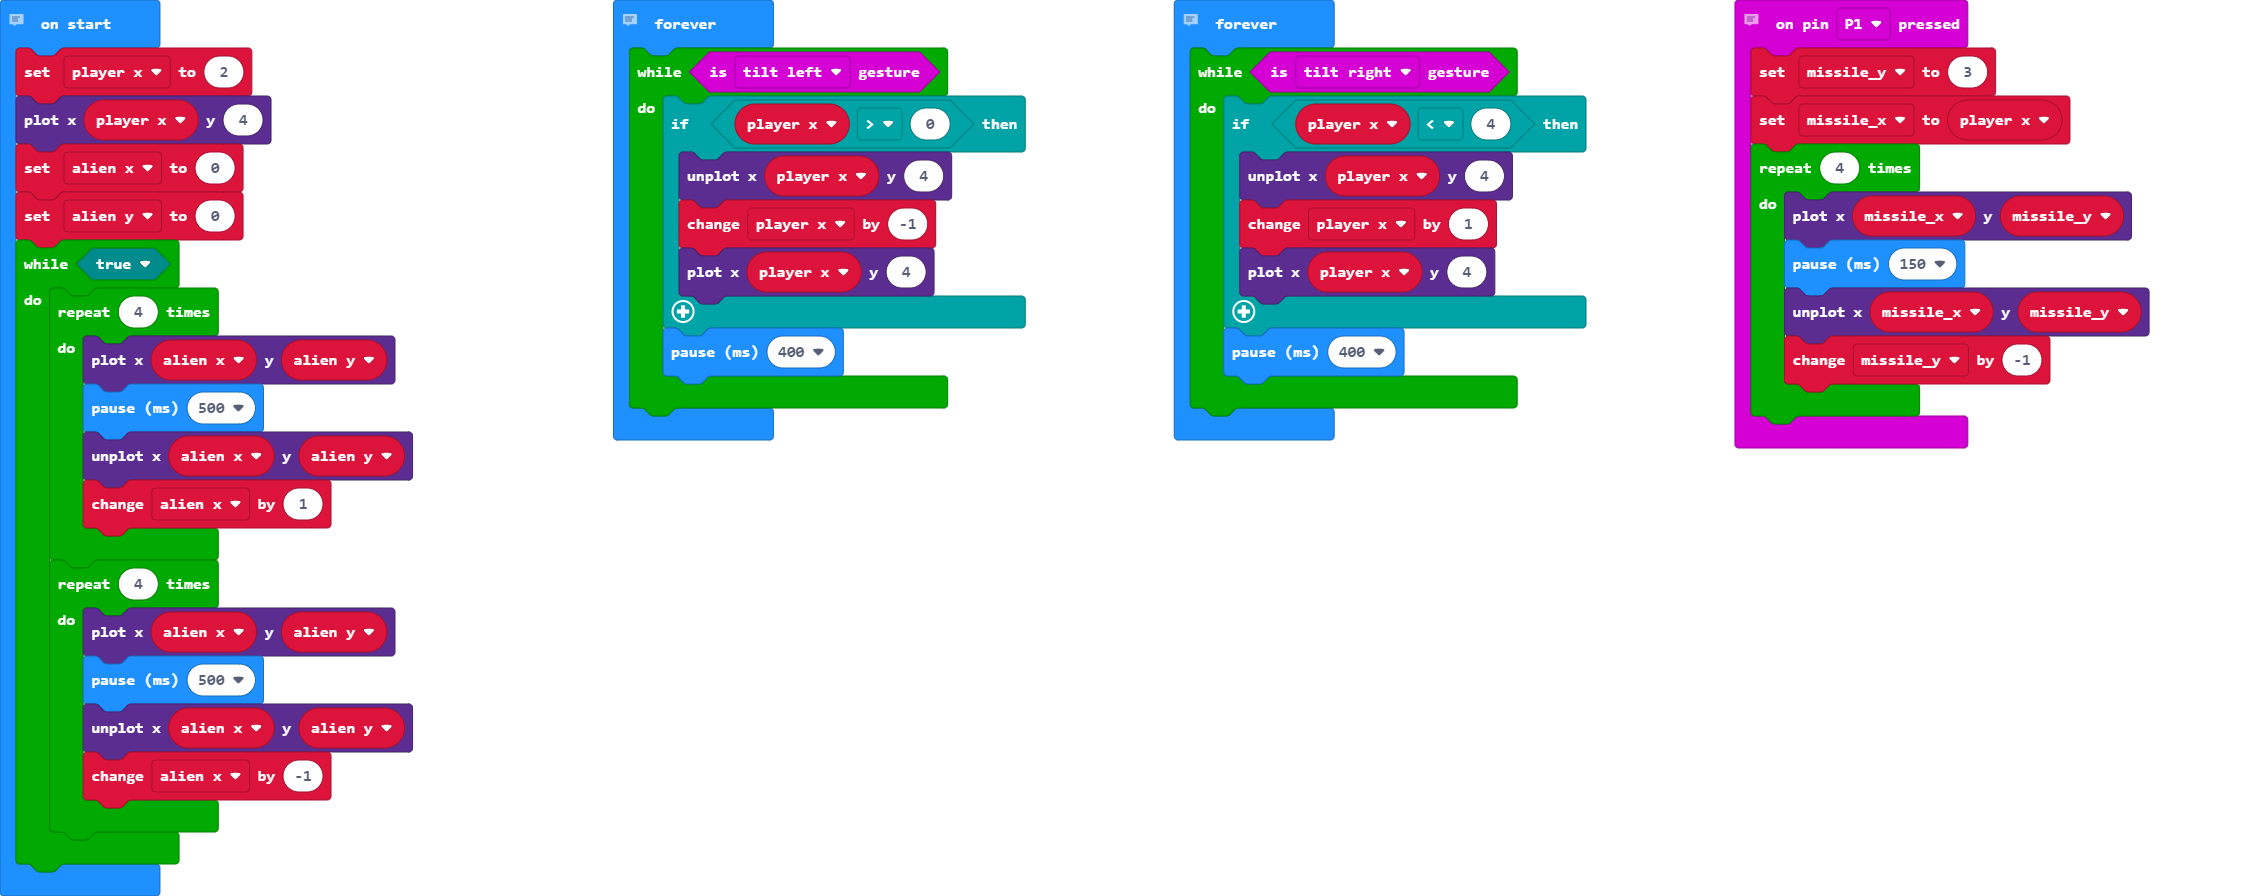 on start
set player x to 2
plot x player x y 4
set alien x to 0
set alien y to 0
while true
do
repeat 4 times
do
plot x alien x y alien y
pause (ms) 500
unplot x alien x y alien y
change alien x by 1
repeat 4 times
do
plot x alien x y alien y
pause (ms) 500
unplot x alien x y alien y
change alien x by -1
forever
while is tilt left gesture
do
if player x > 0 then
unplot x player x y 4
change player x by -1
plot x player x y 4
pause (ms) 400
forever
while is tilt right gesture
do
if player x < 4 then
unplot x player x y 4
change player x by 1
plot x player x y 4
pause (ms) 400
on pin P1 pressed
set missile_y to 3
set missile_x to player x
repeat 4 times
do
plot x missile_x y missile_y
pause (ms) 150
unplot x missile_x y missile_y
change missile_y by -1